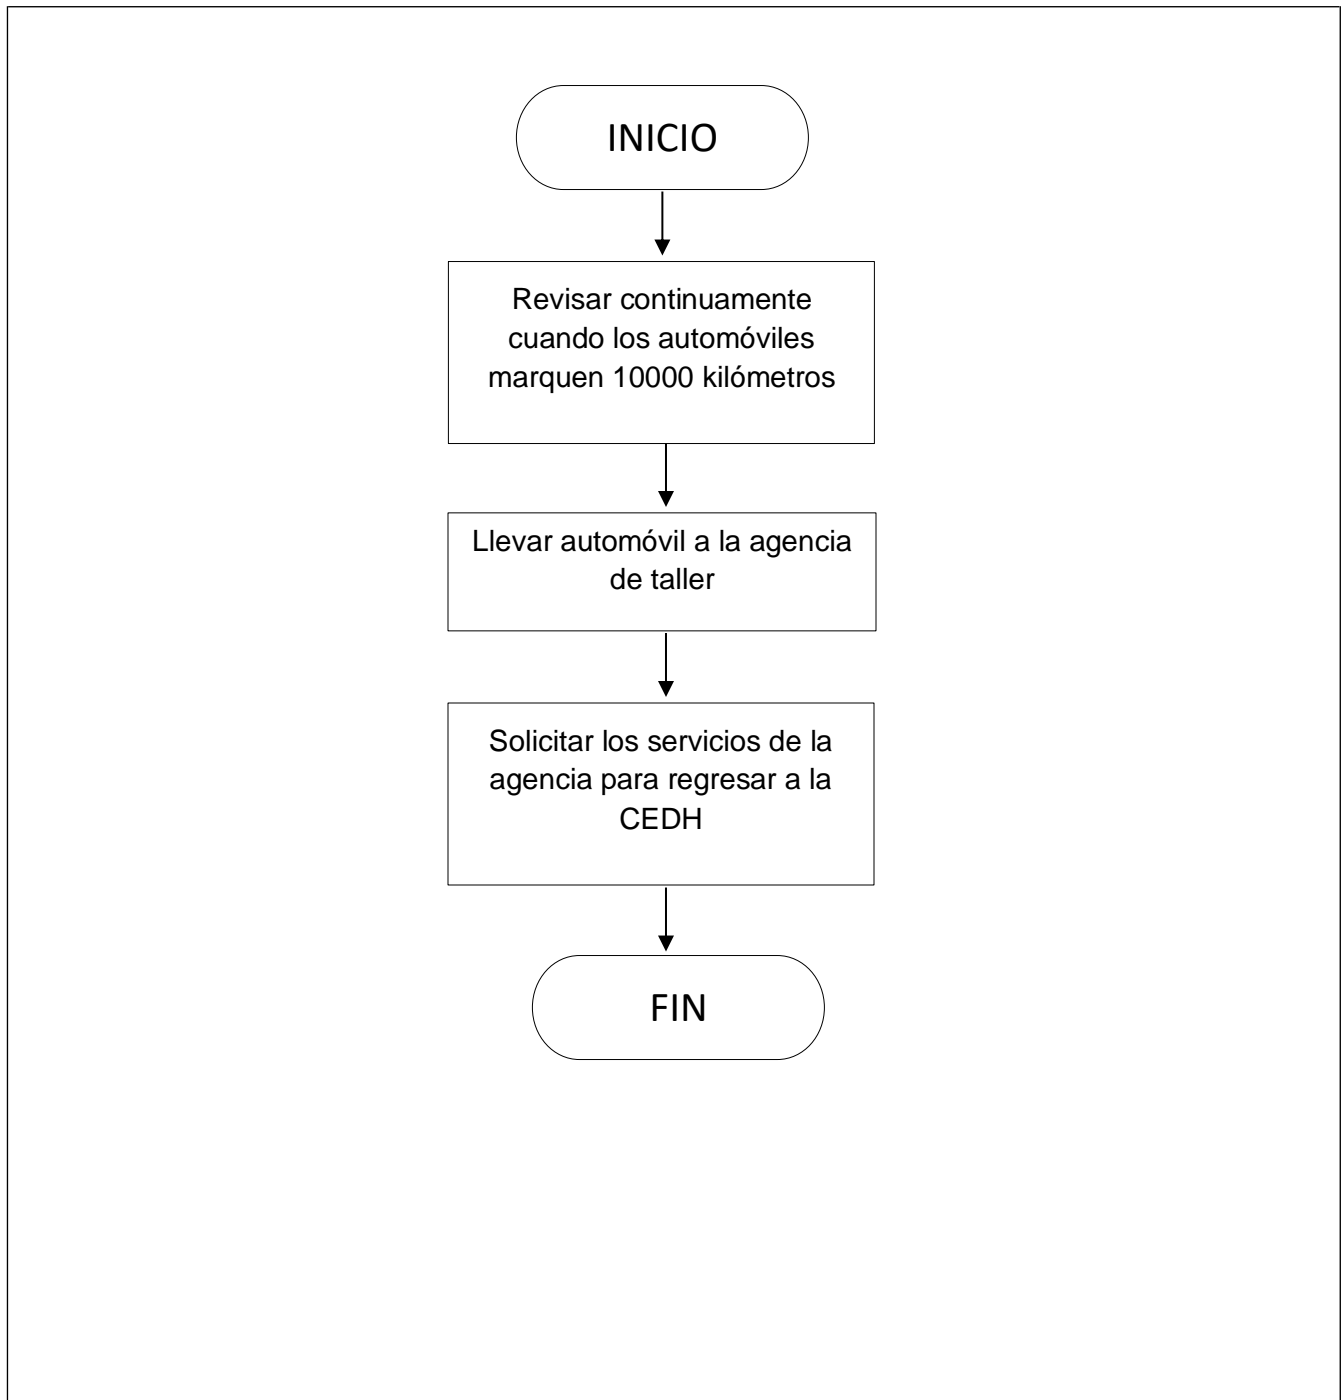 INICIO
Revisar continuamente
cuando los automóviles
marquen 10000 kilómetros
Llevar automóvil a la agencia
de taller
Solicitar los servicios de la
agencia para regresar a la
CEDH
FIN